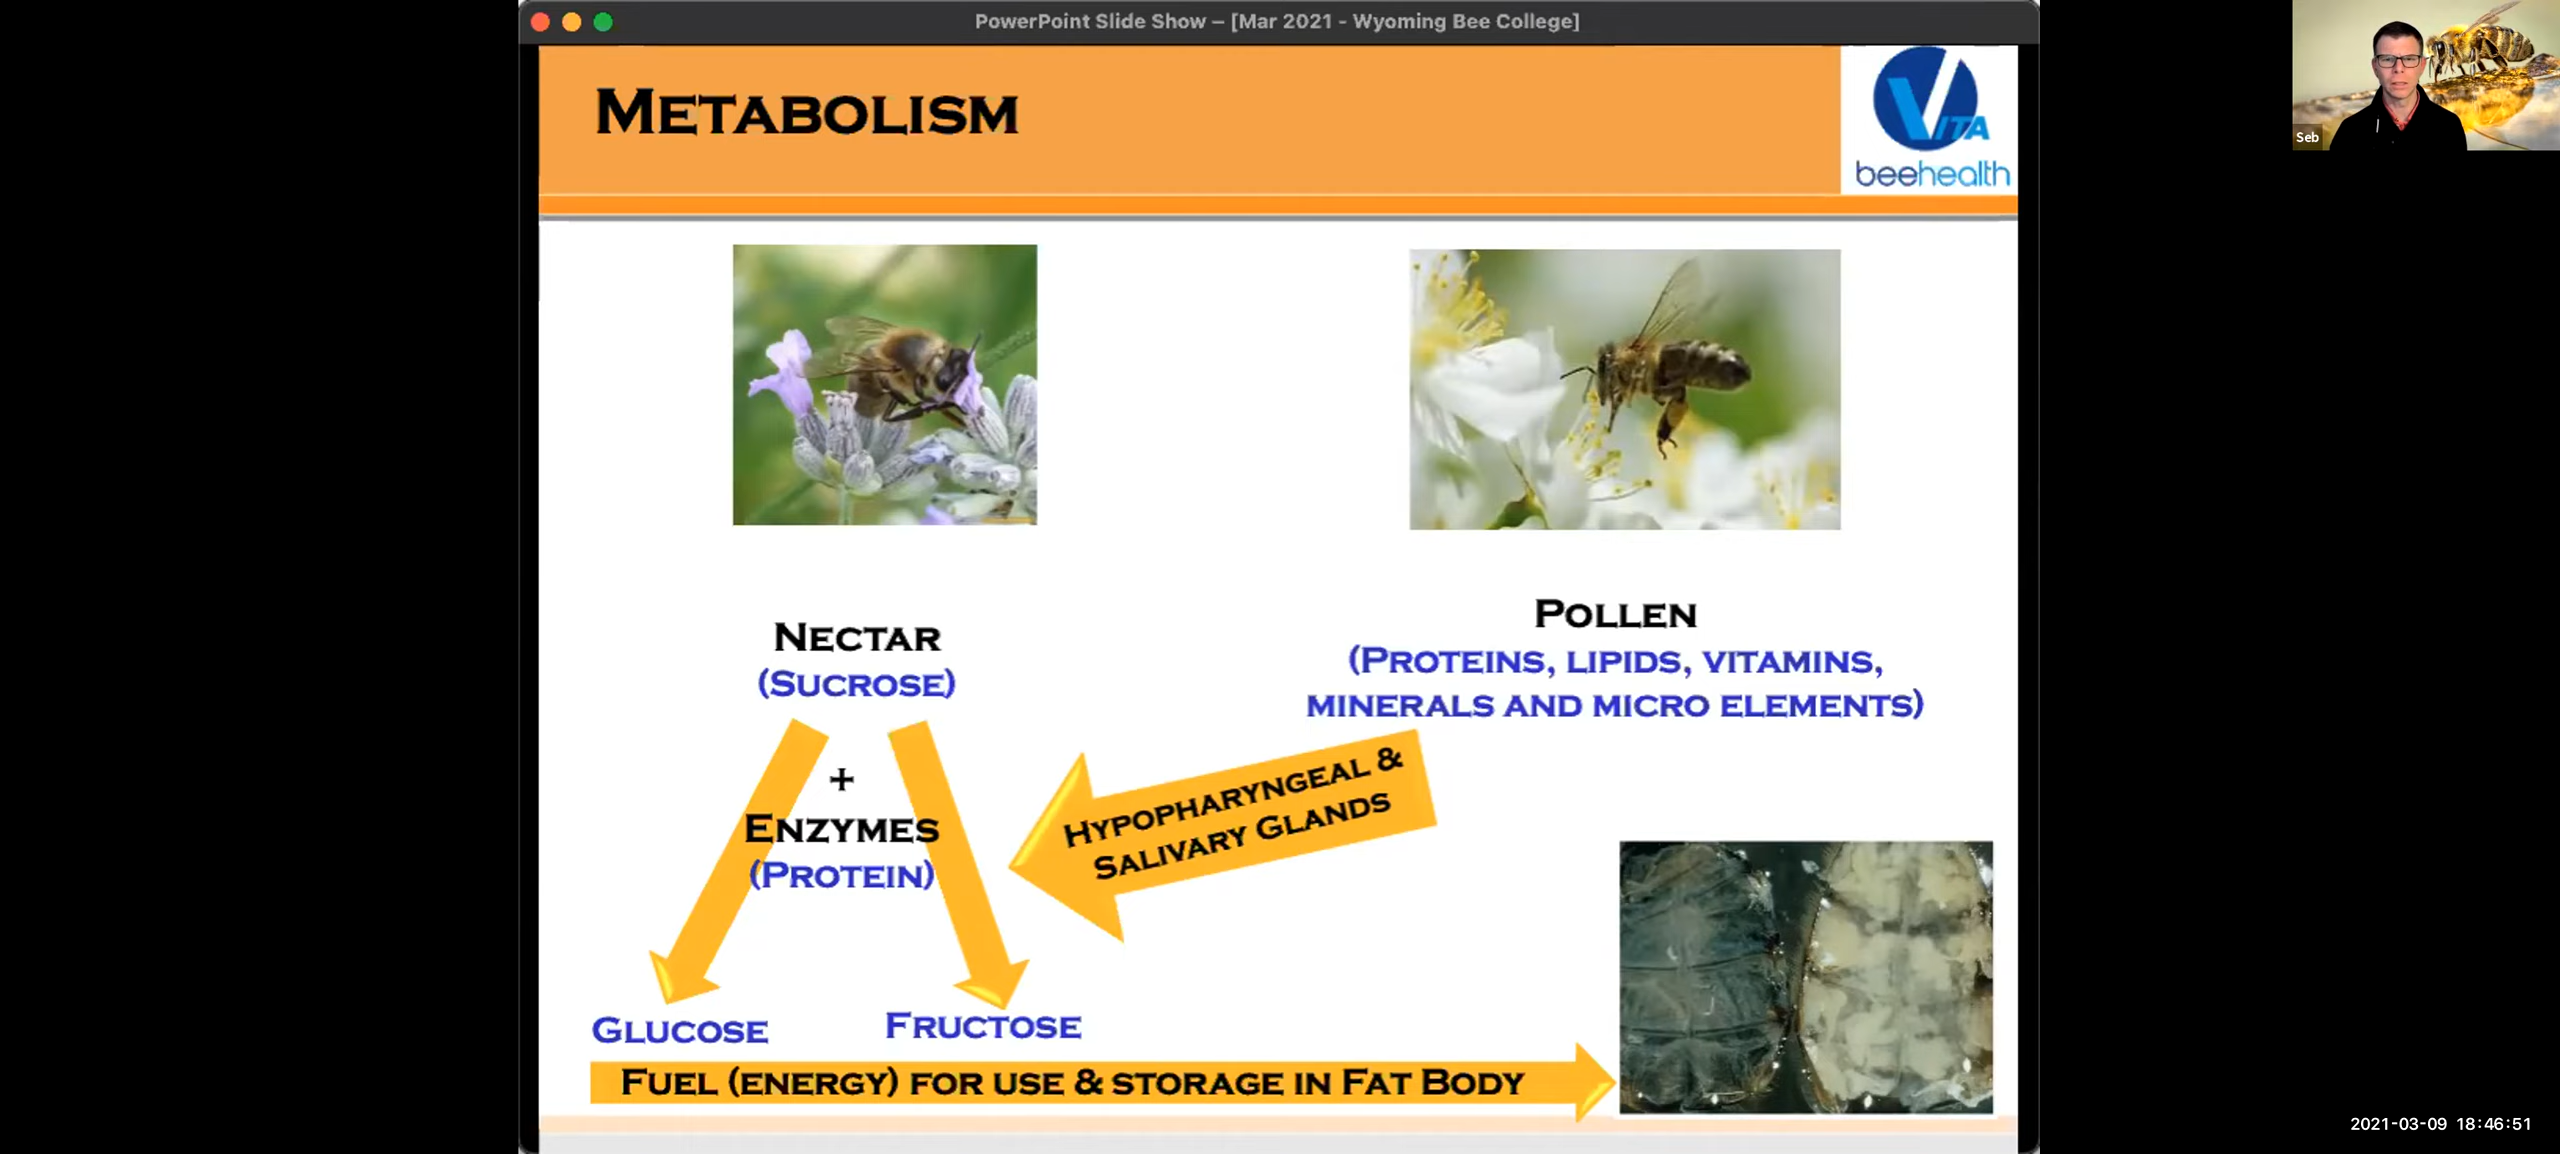 PowerPoint Slide Show – [Mar 2021 - Wyoming Bee College]
METABOLISM
VITA
beehealth
Seb
NECTAR
(SUCROSE)
POLLEN
(PROTEINS, LIPIDS, VITAMINS,
MINERALS AND MICRO ELEMENTS)
+
ENZYMES
(PROTEIN)
HYPOPHARYNGEAL &
SALIVARY GLANDS
GLUCOSE
FRUCTOSE
FUEL (ENERGY) FOR USE & STORAGE IN FAT BODY
2021-03-09 18:46:51